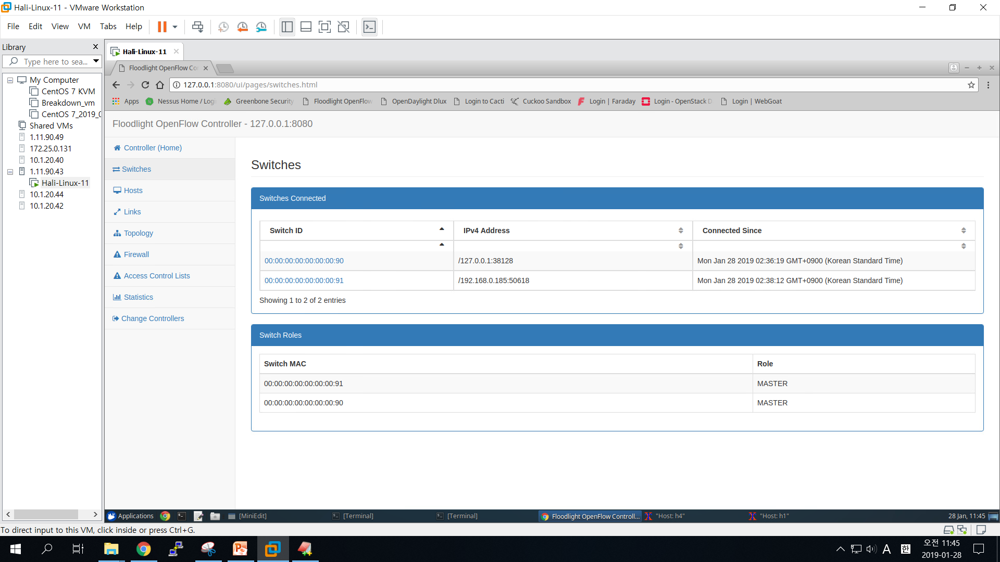 Hali-Linux-11 - VMware Workstation
File Edit View VM Tabs Help
Library
Type here to sea...
My Computer
CentOS 7 KVM
Breakdown_vm
CentOS 7_2019_0
Shared VMs
1.11.90.49
172.25.0.131
10.1.20.40
1.11.90.43
Hali-Linux-11
10.1.20.44
10.1.20.42
Hali-Linux-11
Floodlight OpenFlow Co
127.0.0.1:8080/ui/pages/switches.html
Apps Nessus Home / Logi Greenbone Security Floodlight OpenFlow OpenDaylight Dlux Login to Cacti Cuckoo Sandbox Login | Faraday Login - OpenStack D Login | WebGoat
Floodlight OpenFlow Controller - 127.0.0.1:8080
Controller (Home)
Switches
Hosts
Links
Topology
Firewall
Access Control Lists
Statistics
Change Controllers
Switches
Switches Connected
Switch ID IPv4 Address Connected Since
00:00:00:00:00:00:00:90 /127.0.0.1:38128 Mon Jan 28 2019 02:36:19 GMT+0900 (Korean Standard Time)
00:00:00:00:00:00:00:91 /192.168.0.185:50618 Mon Jan 28 2019 02:38:12 GMT+0900 (Korean Standard Time)
Showing 1 to 2 of 2 entries
Switch Roles
Switch MAC Role
00:00:00:00:00:00:00:91 MASTER
00:00:00:00:00:00:00:90 MASTER
Applications [MiniEdit] [Terminal] [Terminal] Floodlight OpenFlow Controll... "Host: h4" "Host: h1" 28 Jan, 11:45
To direct input to this VM, click inside or press Ctrl+G.
A 한 오전 11:45
2019-01-28